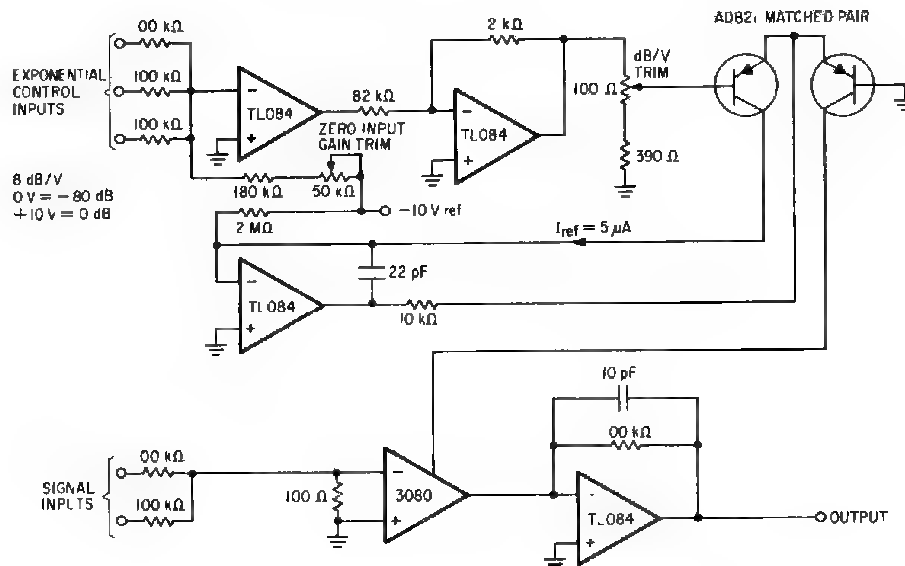 AD82ı MATCHED PAIR
00 kΩ
2 kΩ
dB/V
TRIM
EXPONENTIAL
CONTROL
INPUTS
100 kΩ
82 kΩ
100 Ω
TL084
TL084
100 kΩ
ZERO INPUT
GAIN TRIM
390 Ω
8 dB/V
0 V = −80 dB
+10 V = 0 dB
180 kΩ
50 kΩ
−10 V ref
2 MΩ
Iref = 5 µA
22 pF
TL084
10 kΩ
10 pF
00 kΩ
00 kΩ
SIGNAL
INPUTS
100 kΩ
100 Ω
3080
TL084
OUTPUT